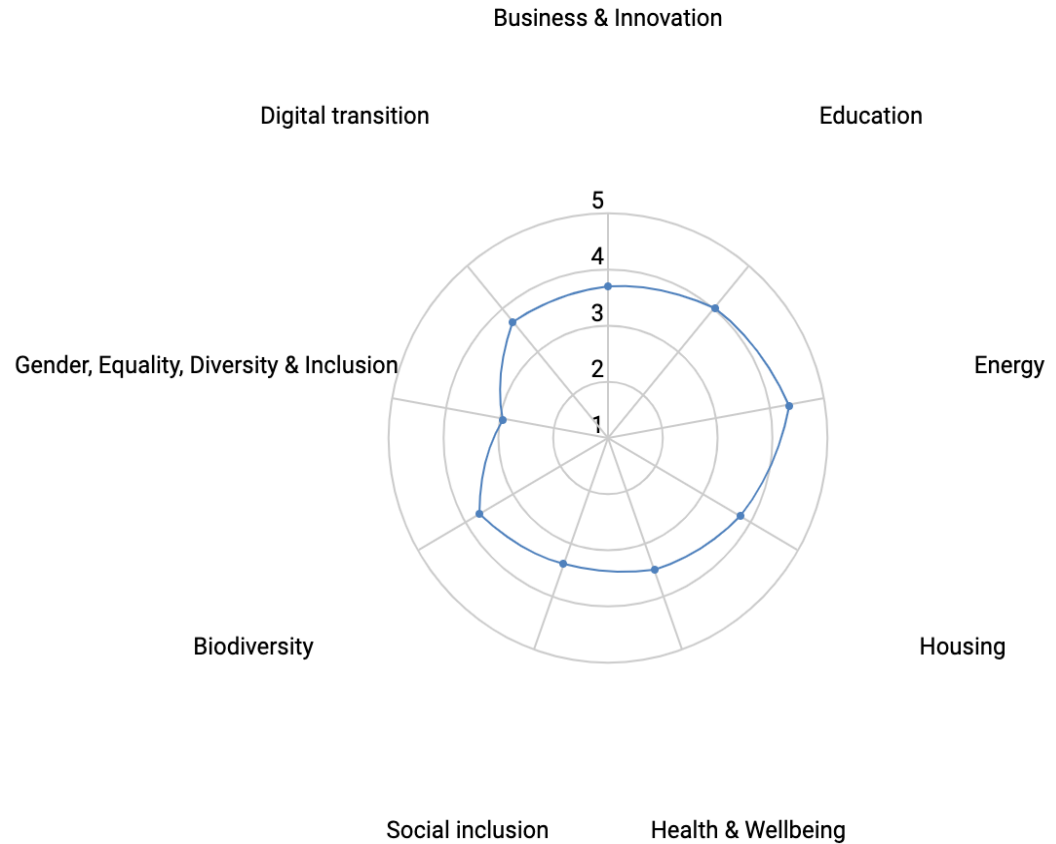 Business & Innovation
Digital transition
Education
5
4
3
2
1
Gender, Equality, Diversity & Inclusion
Energy
Biodiversity
Housing
Social inclusion
Health & Wellbeing